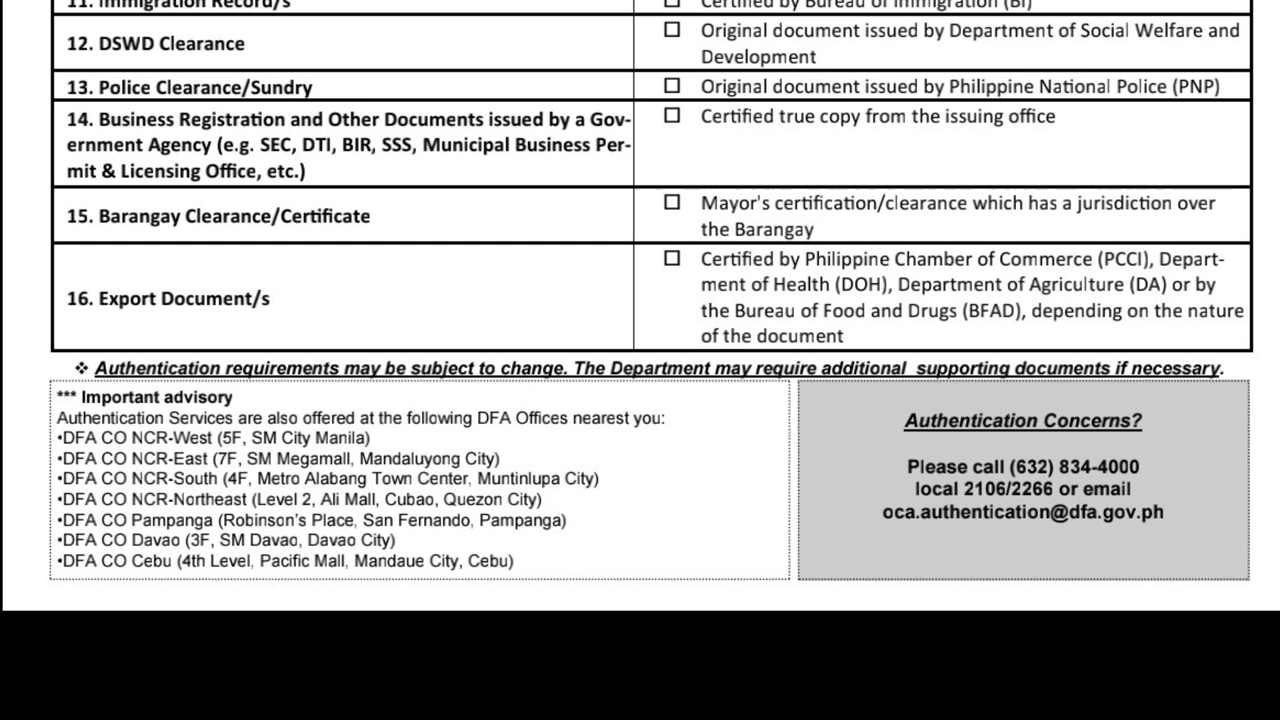 11. Immigration Record/s
☐ Certified by Bureau of Immigration (BI)
12. DSWD Clearance
☐ Original document issued by Department of Social Welfare and
Development
13. Police Clearance/Sundry
☐ Original document issued by Philippine National Police (PNP)
14. Business Registration and Other Documents issued by a Gov-
ernment Agency (e.g. SEC, DTI, BIR, SSS, Municipal Business Per-
mit & Licensing Office, etc.)
☐ Certified true copy from the issuing office
15. Barangay Clearance/Certificate
☐ Mayor's certification/clearance which has a jurisdiction over
the Barangay
16. Export Document/s
☐ Certified by Philippine Chamber of Commerce (PCCI), Depart-
ment of Health (DOH), Department of Agriculture (DA) or by
the Bureau of Food and Drugs (BFAD), depending on the nature
of the document
❖ Authentication requirements may be subject to change. The Department may require additional supporting documents if necessary.
*** Important advisory
Authentication Services are also offered at the following DFA Offices nearest you:
•DFA CO NCR-West (5F, SM City Manila)
•DFA CO NCR-East (7F, SM Megamall, Mandaluyong City)
•DFA CO NCR-South (4F, Metro Alabang Town Center, Muntinlupa City)
•DFA CO NCR-Northeast (Level 2, Ali Mall, Cubao, Quezon City)
•DFA CO Pampanga (Robinson's Place, San Fernando, Pampanga)
•DFA CO Davao (3F, SM Davao, Davao City)
•DFA CO Cebu (4th Level, Pacific Mall, Mandaue City, Cebu)
Authentication Concerns?
Please call (632) 834-4000
local 2106/2266 or email
oca.authentication@dfa.gov.ph